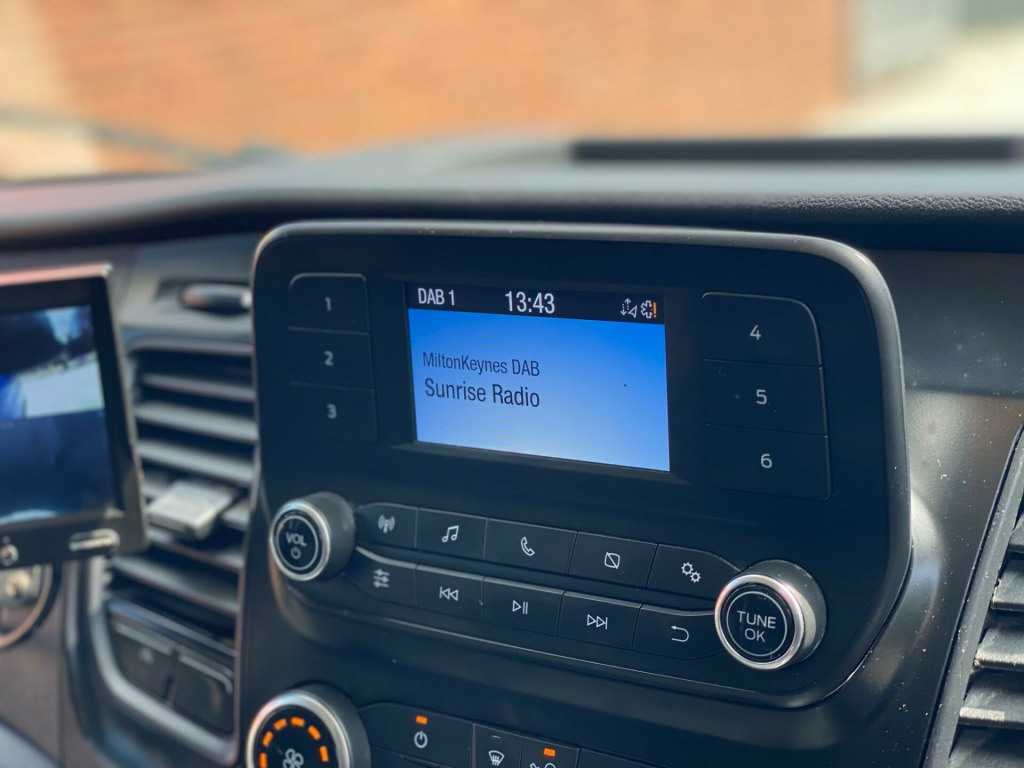 DAB 1 13:43
MiltonKeynes DAB
Sunrise Radio
1
2
3
4
5
6
VOL
TUNE
OK